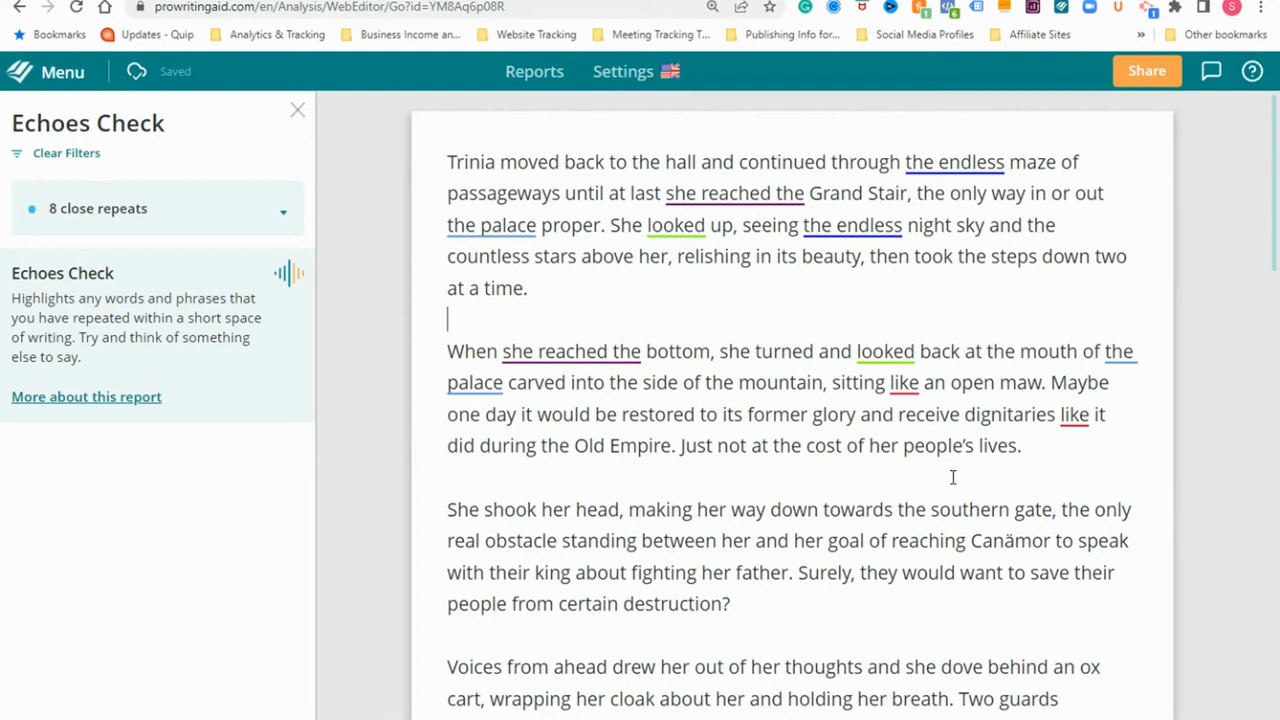 prowritingaid.com/en/Analysis/WebEditor/Go?id=YM8Aq6p08R
Bookmarks
Updates - Quip
Analytics & Tracking
Business Income an...
Website Tracking
Meeting Tracking T...
Publishing Info for...
Social Media Profiles
Affiliate Sites
»
Other bookmarks
Menu
Saved
Reports
Settings
Share
Echoes Check
Clear Filters
8 close repeats
Echoes Check
Highlights any words and phrases that
you have repeated within a short space
of writing. Try and think of something
else to say.
More about this report
Trinia moved back to the hall and continued through the endless maze of
passageways until at last she reached the Grand Stair, the only way in or out
the palace proper. She looked up, seeing the endless night sky and the
countless stars above her, relishing in its beauty, then took the steps down two
at a time.
When she reached the bottom, she turned and looked back at the mouth of the
palace carved into the side of the mountain, sitting like an open maw. Maybe
one day it would be restored to its former glory and receive dignitaries like it
did during the Old Empire. Just not at the cost of her people’s lives.
She shook her head, making her way down towards the southern gate, the only
real obstacle standing between her and her goal of reaching Canämor to speak
with their king about fighting her father. Surely, they would want to save their
people from certain destruction?
Voices from ahead drew her out of her thoughts and she dove behind an ox
cart, wrapping her cloak about her and holding her breath. Two guards